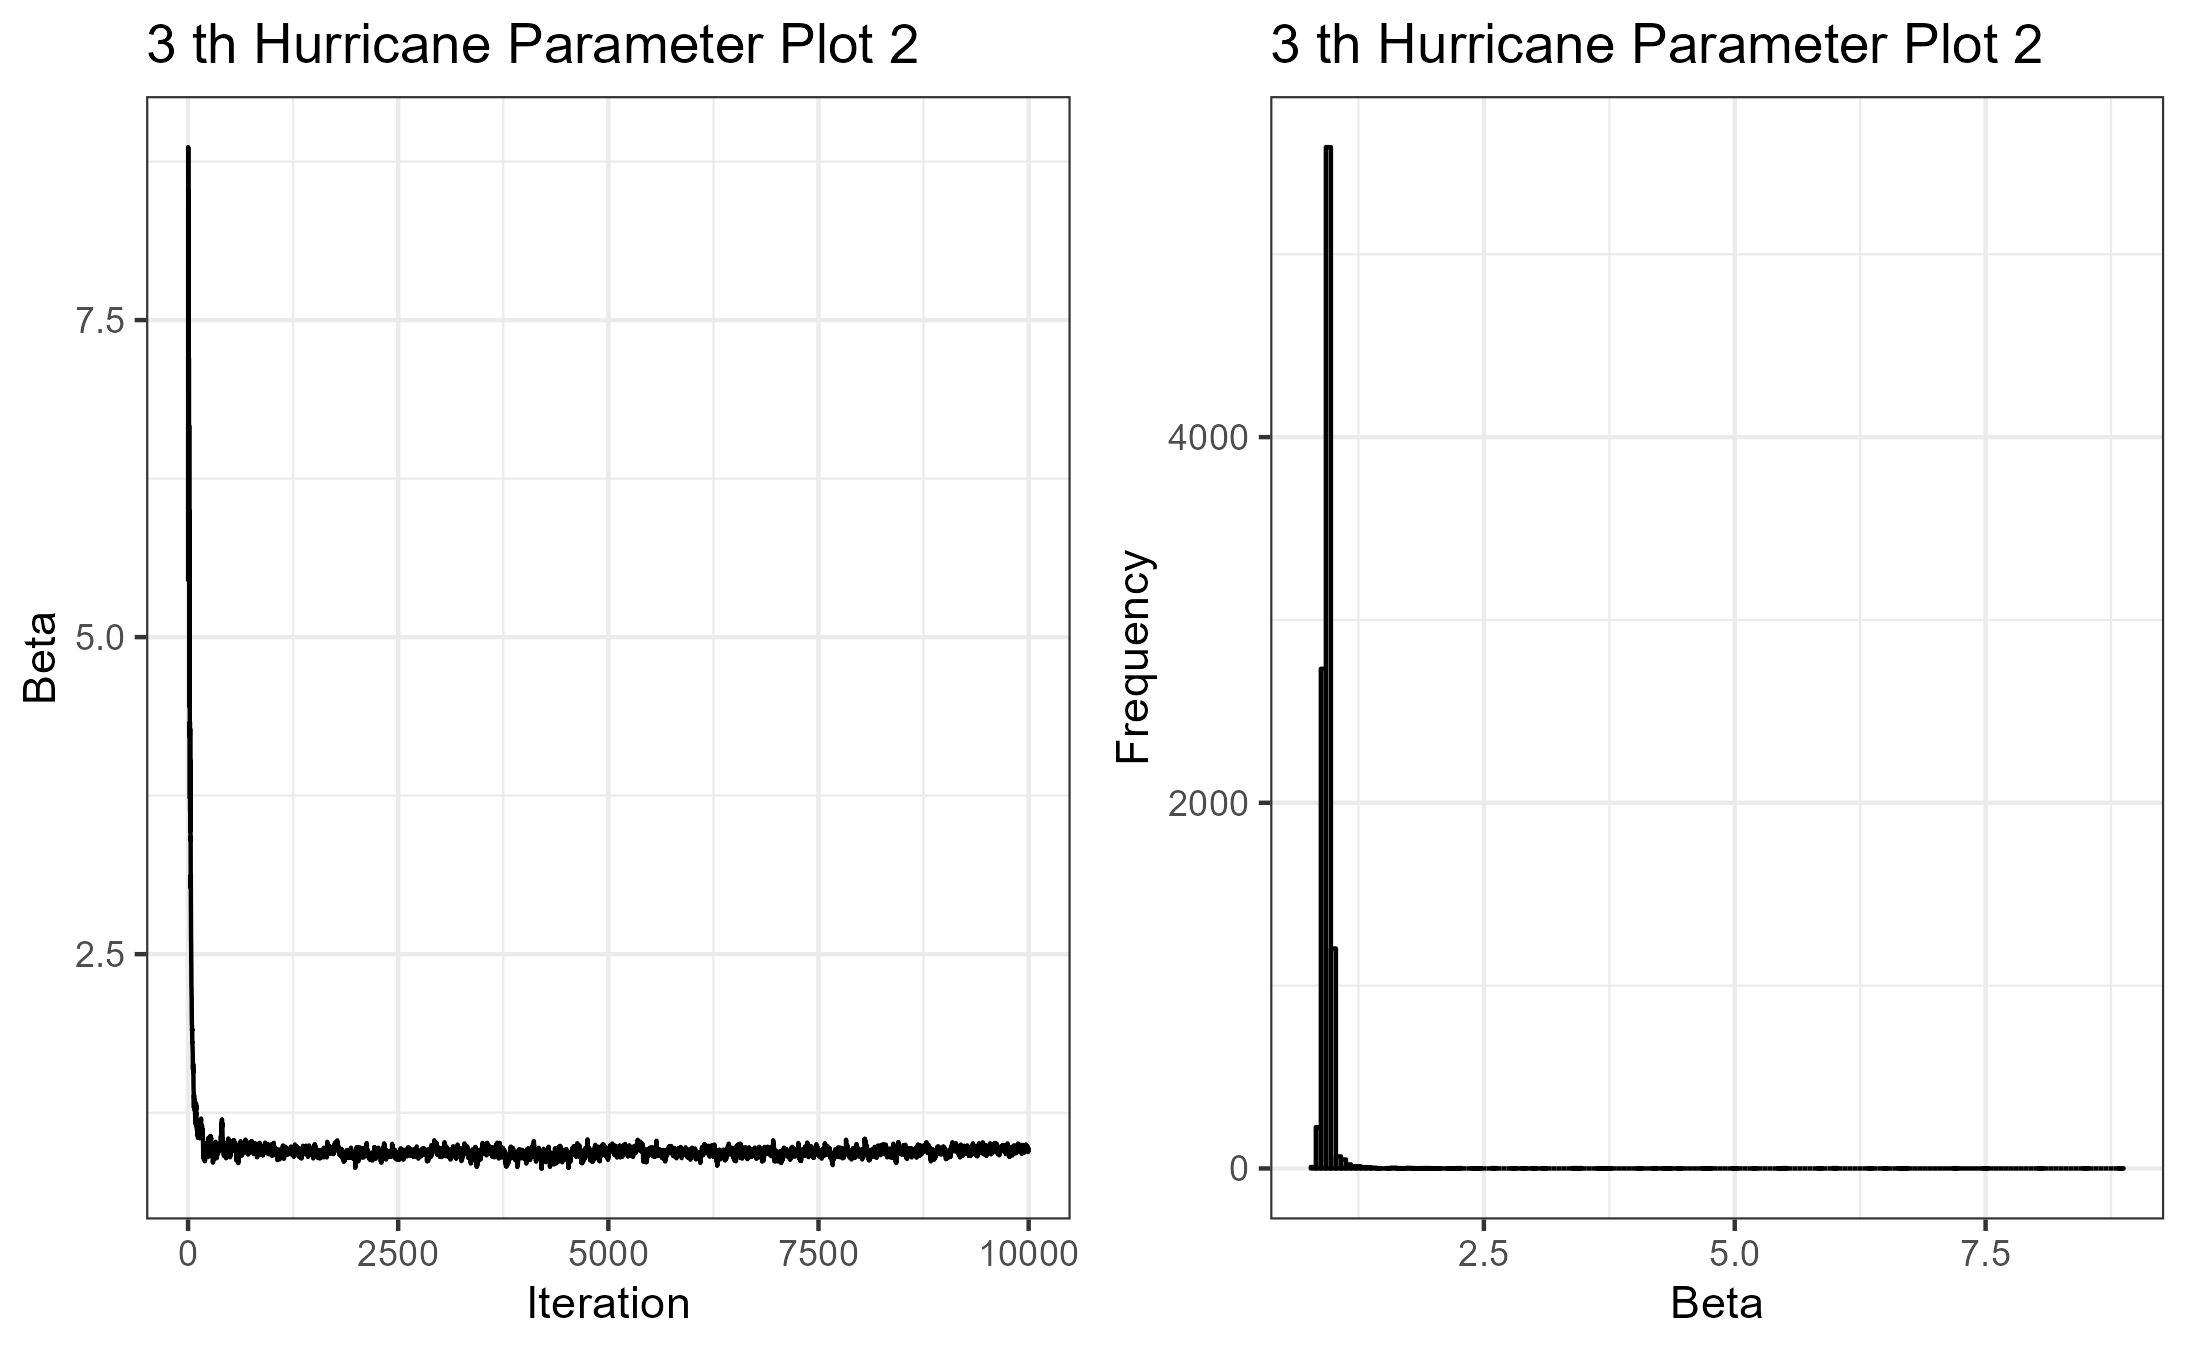 3 th Hurricane Parameter Plot 2
Beta
7.5
5.0
2.5
0 2500 5000 7500 10000
Iteration
3 th Hurricane Parameter Plot 2
Frequency
4000
2000
0
2.5 5.0 7.5
Beta